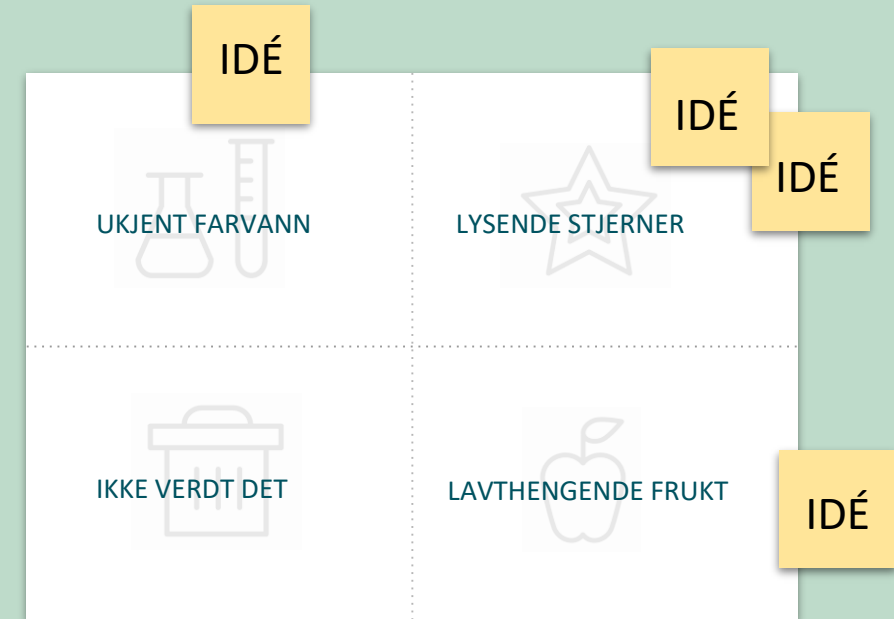 IDÉ
IDÉ
IDÉ
UKJENT FARVANN
LYSENDE STJERNER
IKKE VERDT DET
LAVTHENGENDE FRUKT
IDÉ